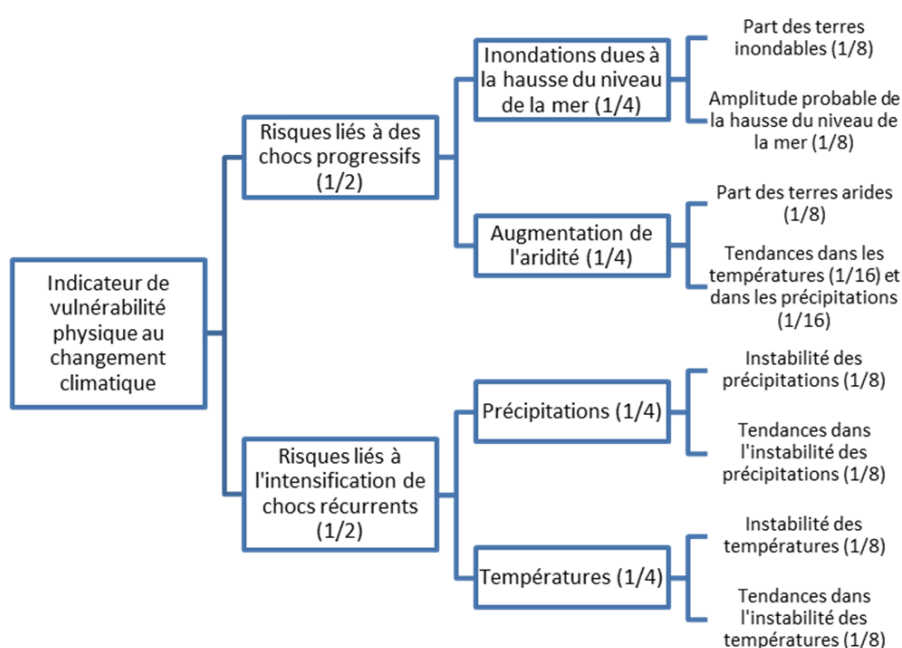 Indicateur de
vulnérabilité
physique au
changement
climatique
Risques liés à des
chocs progressifs
(1/2)
Inondations dues à
la hausse du niveau
de la mer (1/4)
Part des terres
inondables (1/8)
Amplitude probable de
la hausse du niveau de
la mer (1/8)
Augmentation de
l'aridité (1/4)
Part des terres arides
(1/8)
Tendances dans les
températures (1/16) et
dans les précipitations
(1/16)
Risques liés à
l'intensification de
chocs récurrents
(1/2)
Précipitations (1/4)
Instabilité des
précipitations (1/8)
Tendances dans
l'instabilité des
précipitations (1/8)
Températures (1/4)
Instabilité des
températures (1/8)
Tendances dans
l'instabilité des
températures (1/8)